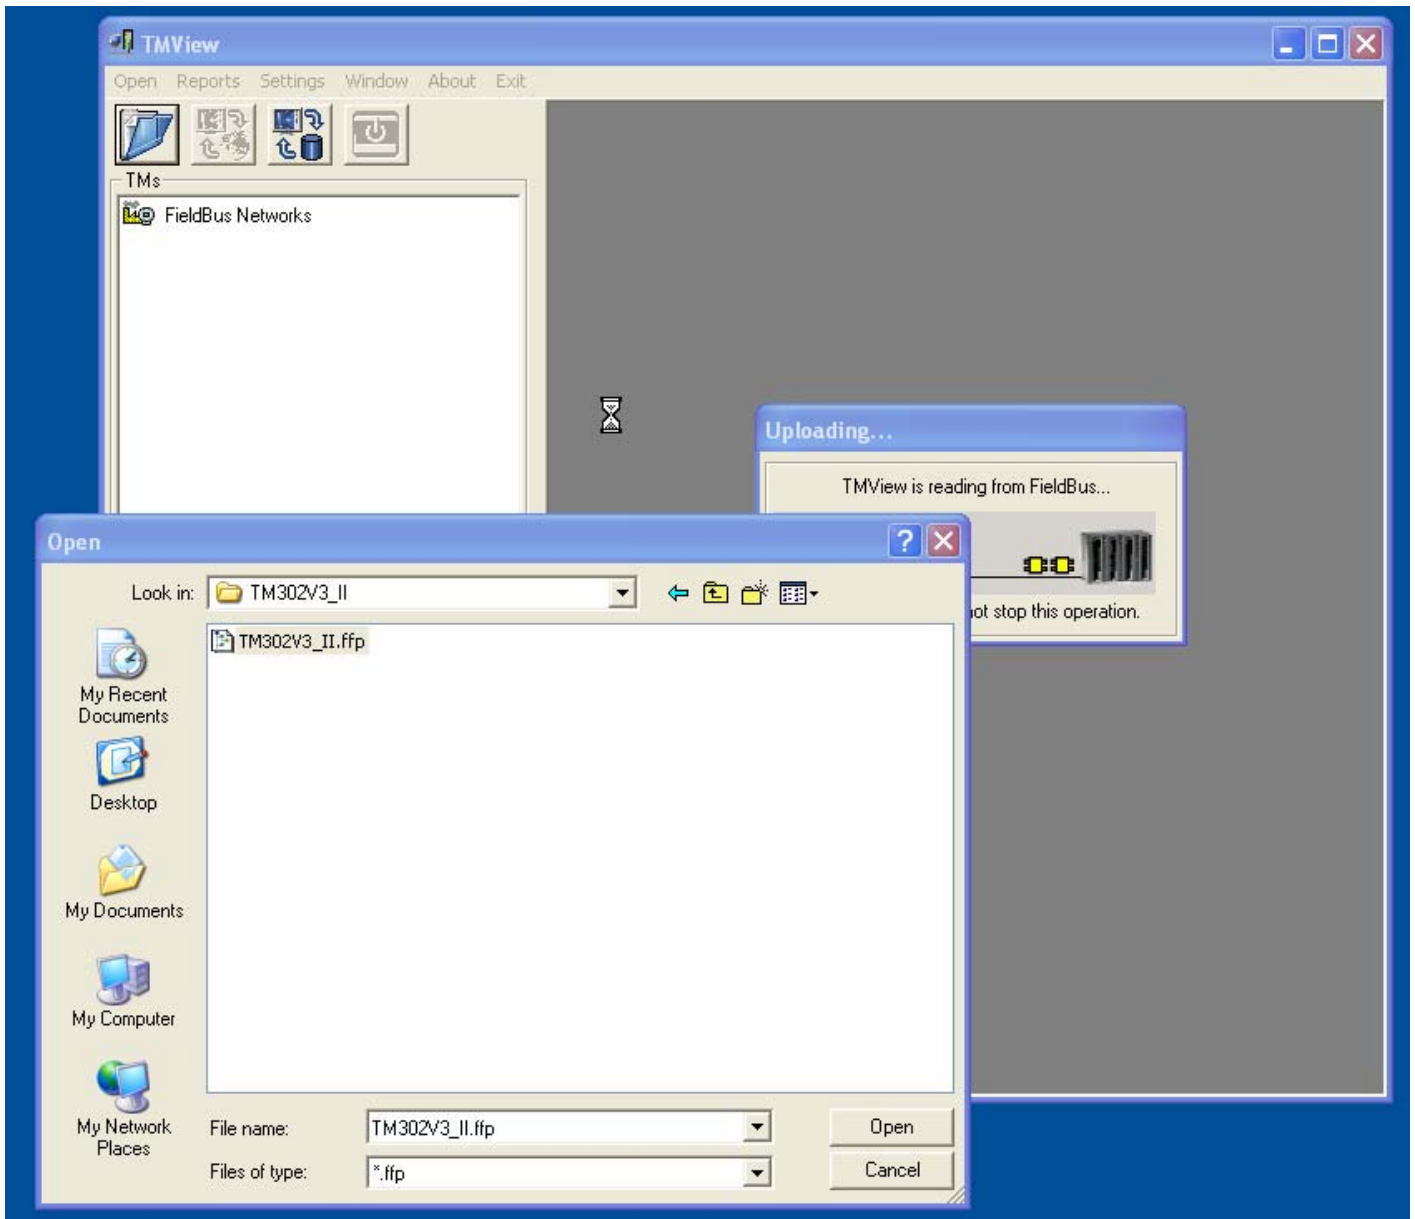 TMView
Open Reports Settings Window About Exit
TMs
FieldBus Networks
Uploading...
TMView is reading from FieldBus...
not stop this operation.
Open
Look in: TM302V3_II
TM302V3_II.ffp
My Recent
Documents
Desktop
My Documents
My Computer
My Network
Places
File name: TM302V3_II.ffp Open
Files of type: *.ffp Cancel